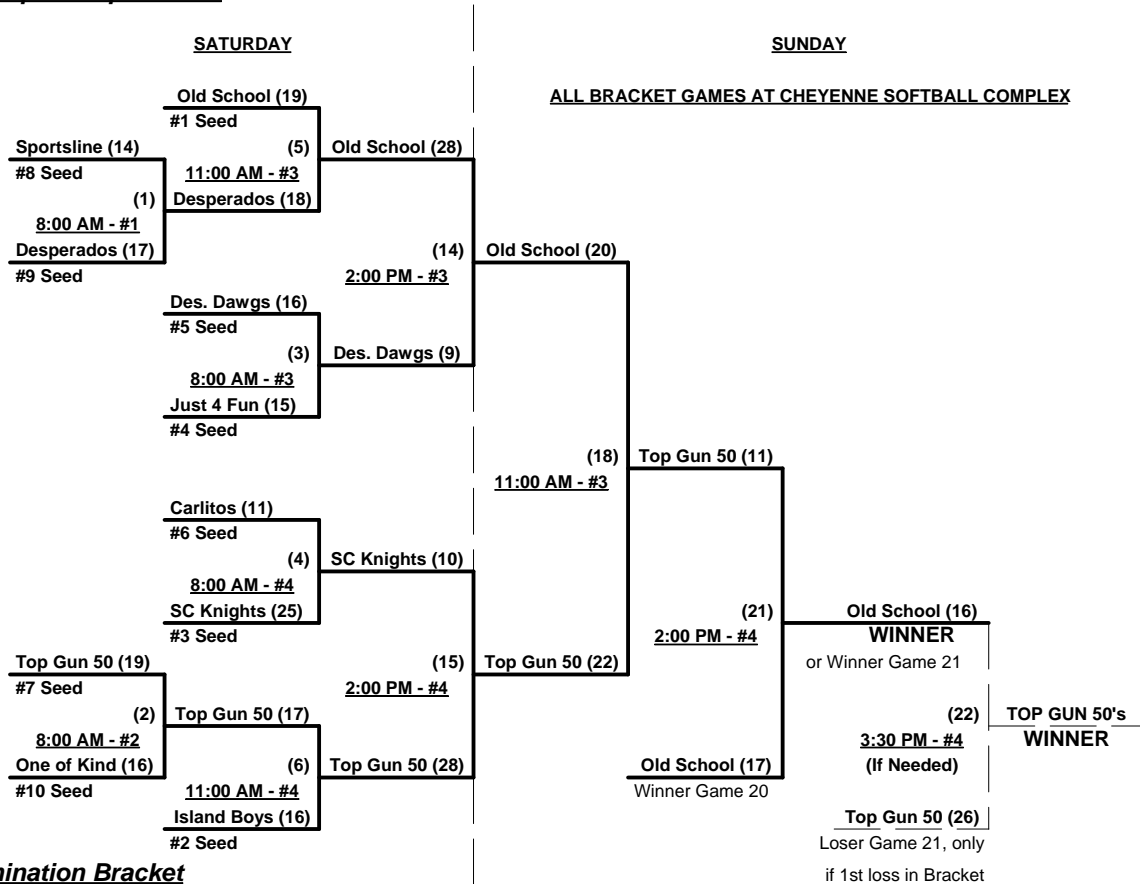 SATURDAY
SUNDAY
ALL BRACKET GAMES AT CHEYENNE SOFTBALL COMPLEX
Old School (19)
#1 Seed
Sportsline (14)
#8 Seed
(5)
11:00 AM - #3
Old School (28)
(1)
8:00 AM - #1
Desperados (18)
Desperados (17)
#9 Seed
(14)
2:00 PM - #3
Old School (20)
Des. Dawgs (16)
#5 Seed
(3)
8:00 AM - #3
Des. Dawgs (9)
Just 4 Fun (15)
#4 Seed
(18)
11:00 AM - #3
Top Gun 50 (11)
Carlitos (11)
#6 Seed
(4)
8:00 AM - #4
SC Knights (10)
SC Knights (25)
#3 Seed
(21)
2:00 PM - #4
Old School (16)
WINNER
or Winner Game 21
Top Gun 50 (19)
#7 Seed
(15)
2:00 PM - #4
Top Gun 50 (22)
(2)
8:00 AM - #2
Top Gun 50 (17)
(22)
3:30 PM - #4
(If Needed)
TOP GUN 50's
WINNER
One of Kind (16)
#10 Seed
(6)
11:00 AM - #4
Top Gun 50 (28)
Old School (17)
Winner Game 20
Island Boys (16)
#2 Seed
Top Gun 50 (26)
Loser Game 21, only
if 1st loss in Bracket
mination Bracket